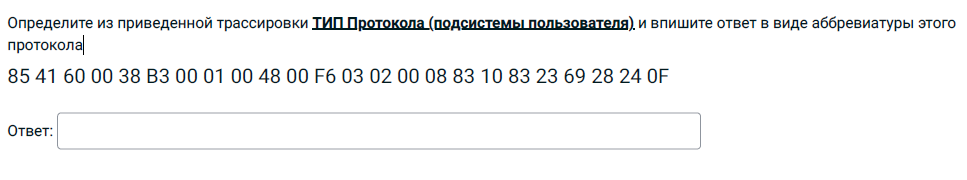 Определите из приведенной трассировки ТИП Протокола (подсистемы пользователя) и впишите ответ в виде аббревиатуры этого
протокола
85 41 60 00 38 B3 00 01 00 48 00 F6 03 02 00 08 83 10 83 23 69 28 24 0F
Ответ: